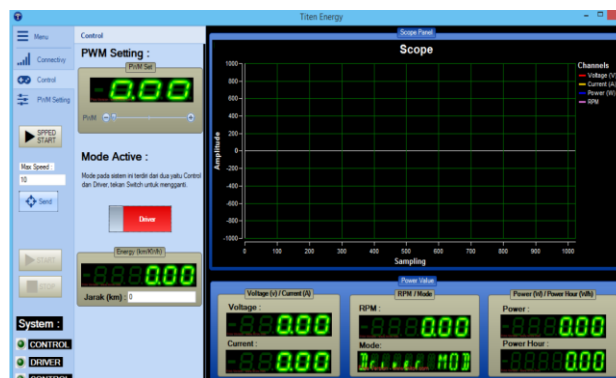 Titen Energy
Menu
Connectivy
Control
PWM Setting
SPPED
START
Max Speed :
10
Send
START
STOP
System :
CONTROL
DRIVER
CONTROL
Control
PWM Setting :
PWM Set
0.00
PWM
Mode Active :
Mode pada sistem ini terdiri dari dua yaitu Control
dan Driver, tekan Switch untuk mengganti.
Driver
Energy (km/KWh)
0.00
Jarak (km) : 0
Scope Panel
Scope
Channels
Voltage (V)
Current (A)
Power (W)
RPM
Amplitude
1000
800
600
400
200
0
-200
-400
-600
-800
-1000
0 100 200 300 400 500 600 700 800 900 1000
Sampling
Power Value
Voltage (v) / Current (A)
Voltage :
0.00
Current :
0.00
RPM / Mode
RPM :
0.00
Mode:
Driver MOD
Power (W) / Power Hour (Wh)
Power :
0.00
Power Hour :
0.00